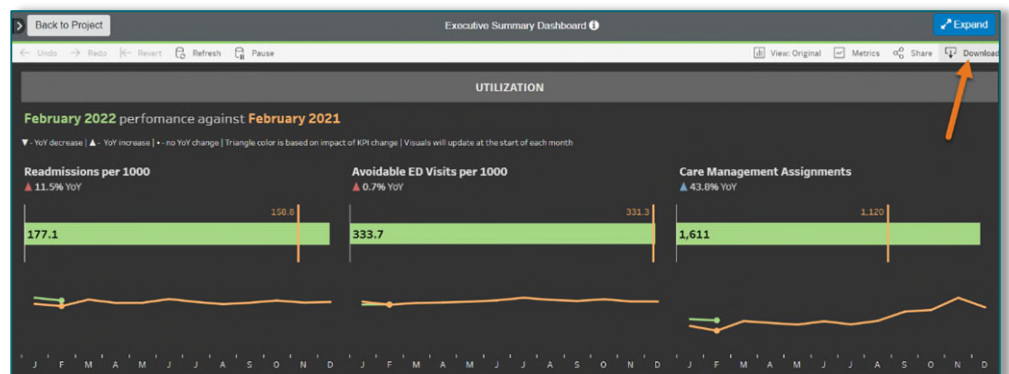 Back to Project
Executive Summary Dashboard
Expand
Undo Redo Revert Refresh Pause
View: Original Metrics Share Download
UTILIZATION
February 2022 perfomance against February 2021
▼ - YoY decrease | ▲ - YoY increase | • - no YoY change | Triangle color is based on impact of KPI change | Visuals will update at the start of each month
Readmissions per 1000
▲ 11.5% YoY
158.8
177.1
J F M A M J J A S O N D
Avoidable ED Visits per 1000
▲ 0.7% YoY
331.3
333.7
J F M A M J J A S O N D
Care Management Assignments
▲ 43.8% YoY
1,120
1,611
J F M A M J J A S O N D